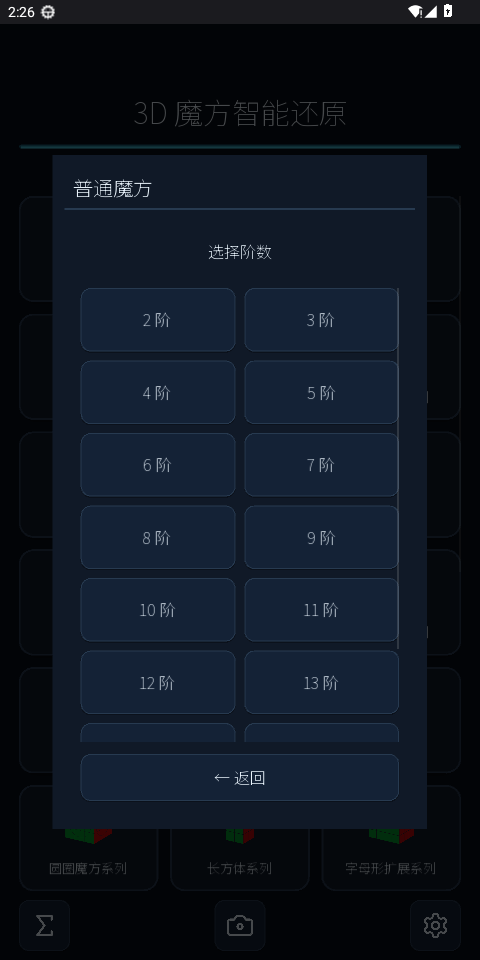 2:26
3D 魔方智能还原
普通魔方
选择阶数
2 阶
3 阶
4 阶
5 阶
6 阶
7 阶
8 阶
9 阶
10 阶
11 阶
12 阶
13 阶
← 返回
圆圈魔方系列
长方体系列
字母形扩展系列